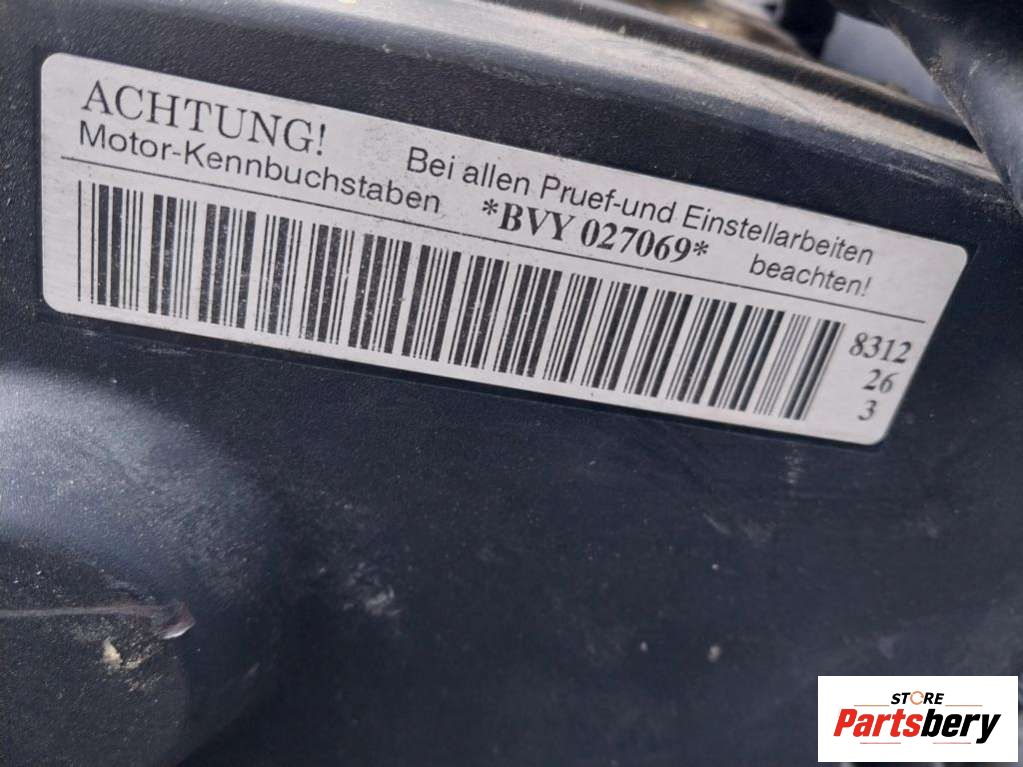 ACHTUNG! Bei allen Pruef-und Einstellarbeiten
Motor-Kennbuchstaben *BVY 027069* beachten!
8312
26
3
STORE
Partsbery